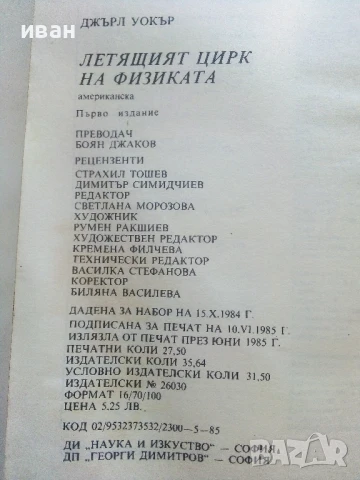 иван
ДЖЪРЛ УОКЪР
ЛЕТЯЩИЯТ ЦИРК
НА ФИЗИКАТА
американска
Първо издание
ПРЕВОДАЧ
БОЯН ДЖАКОВ
РЕЦЕНЗЕНТИ
СТРАХИЛ ТОШЕВ
ДИМИТЪР СИМИДЧИЕВ
РЕДАКТОР
СВЕТЛАНА МОРОЗОВА
ХУДОЖНИК
РУМЕН РАКШИЕВ
ХУДОЖЕСТВЕН РЕДАКТОР
КРЕМЕНА ФИЛЧЕВА
ТЕХНИЧЕСКИ РЕДАКТОР
ВАСИЛКА СТЕФАНОВА
КОРЕКТОР
БИЛЯНА ВАСИЛЕВА
ДАДЕНА ЗА НАБОР НА 15.X.1984 Г.
ПОДПИСАНА ЗА ПЕЧАТ НА 10.VI.1985 Г.
ИЗЛЯЗЛА ОТ ПЕЧАТ ПРЕЗ ЮНИ 1985 Г.
ПЕЧАТНИ КОЛИ 27,50
ИЗДАТЕЛСКИ КОЛИ 35,64
УСЛОВНО ИЗДАТЕЛСКИ КОЛИ 31,50
ИЗДАТЕЛСКИ № 26030
ФОРМАТ 16/70/100
ЦЕНА 5.25 ЛВ.
КОД 02/9532373532/2300—5—85
ДИ „НАУКА И ИЗКУСТВО" — СОФИЯ
ДП „ГЕОРГИ ДИМИТРОВ" — СОФИЯ
bazar.bg